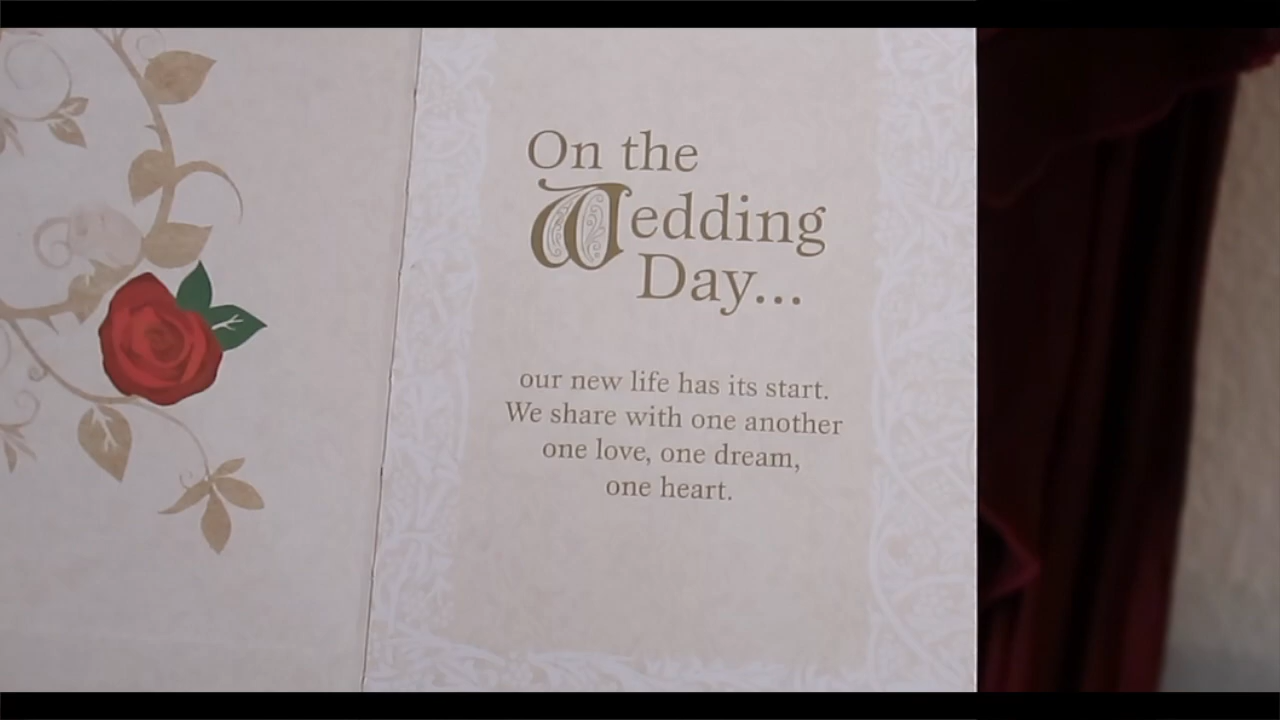 On the
Wedding
Day...
our new life has its start.
We share with one another
one love, one dream,
one heart.